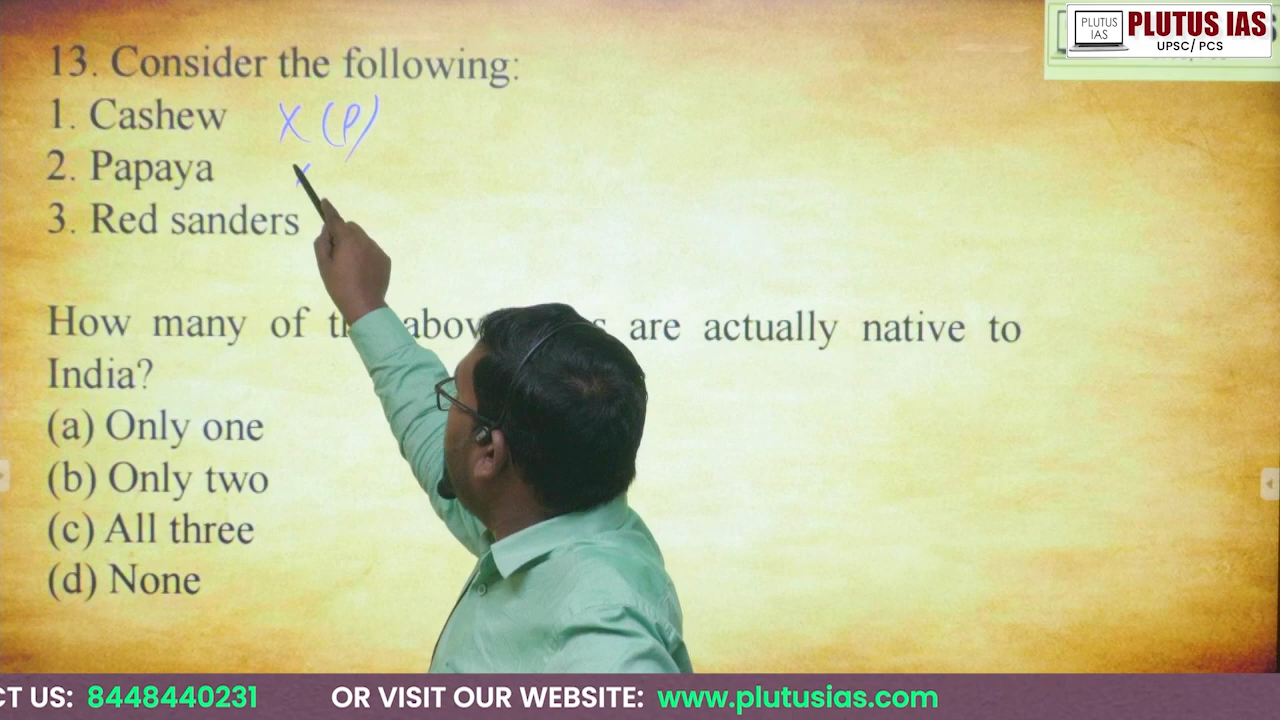 PLUTUS IAS
PLUTUS IAS
UPSC/ PCS
13. Consider the following:
1. Cashew X (P)
2. Papaya x
3. Red sanders
How many of are actually native to
India?
(a) Only one
(b) Only two
(c) All three
(d) None
CT US: 8448440231 OR VISIT OUR WEBSITE: www.plutusias.com